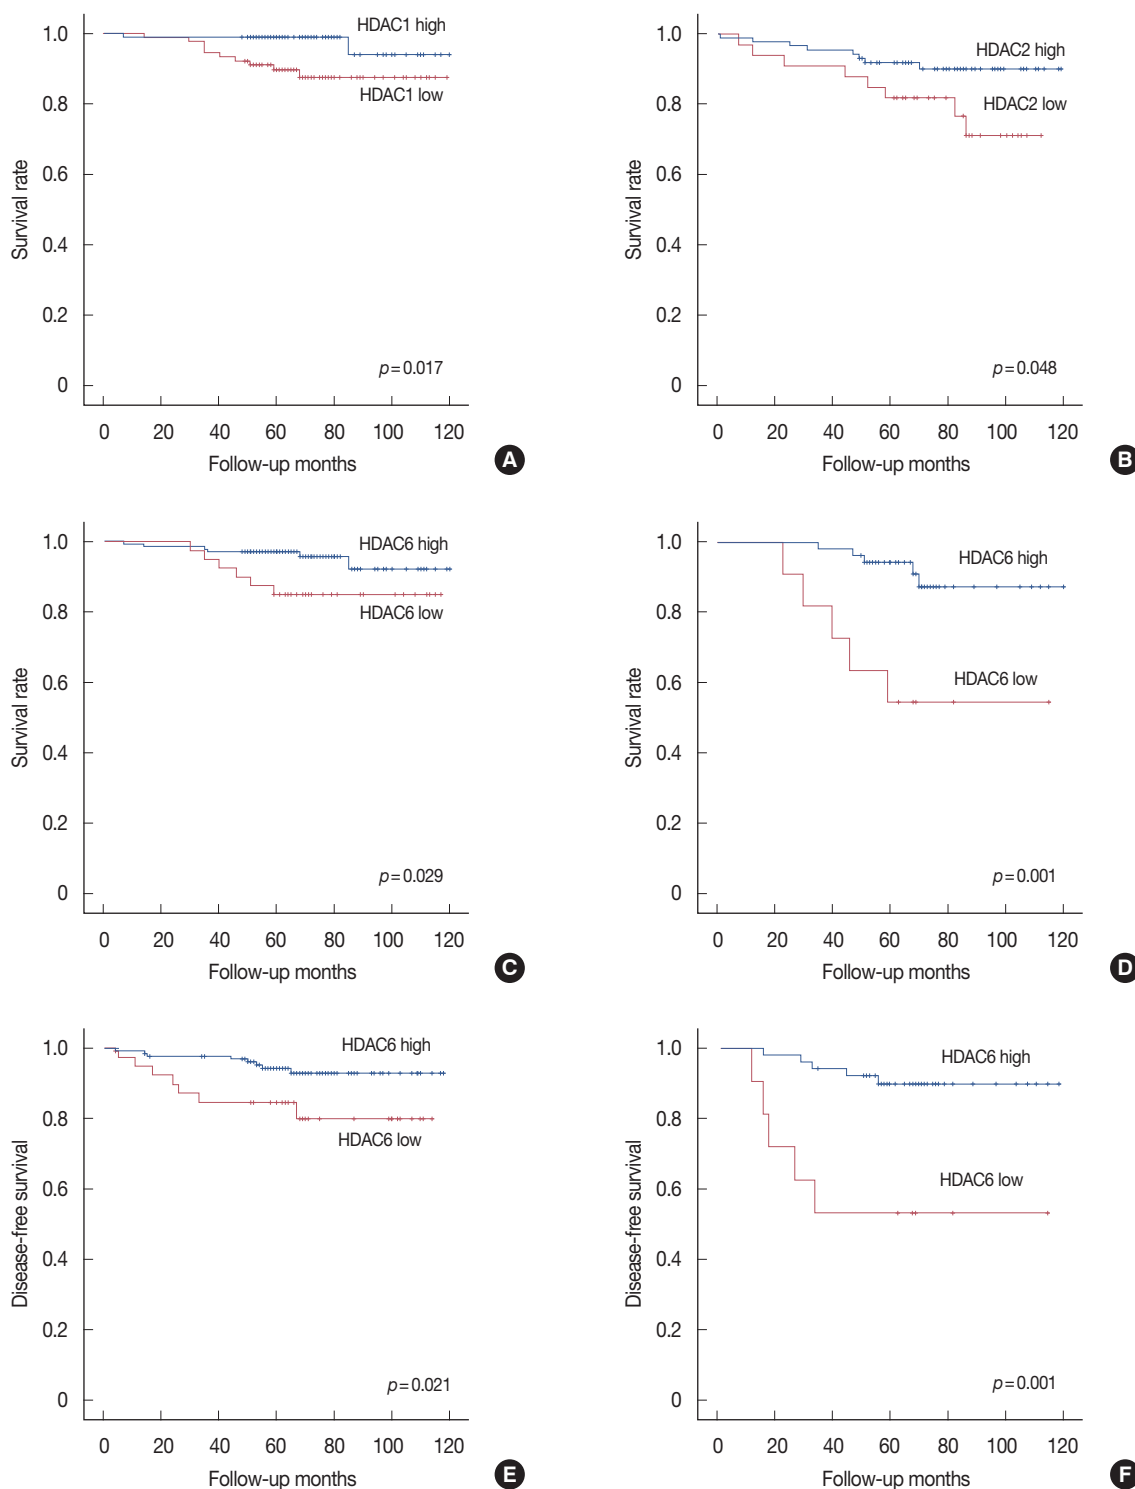 1.0
0.8
0.6
0.4
0.2
0
Survival rate
HDAC1 high
HDAC1 low
p=0.017
0 20 40 60 80 100 120
Follow-up months
A
1.0
0.8
0.6
0.4
0.2
0
Survival rate
HDAC2 high
HDAC2 low
p=0.048
0 20 40 60 80 100 120
Follow-up months
B
1.0
0.8
0.6
0.4
0.2
0
Survival rate
HDAC6 high
HDAC6 low
p=0.029
0 20 40 60 80 100 120
Follow-up months
C
1.0
0.8
0.6
0.4
0.2
0
Survival rate
HDAC6 high
HDAC6 low
p=0.001
0 20 40 60 80 100 120
Follow-up months
D
1.0
0.8
0.6
0.4
0.2
0
Disease-free survival
HDAC6 high
HDAC6 low
p=0.021
0 20 40 60 80 100 120
Follow-up months
E
1.0
0.8
0.6
0.4
0.2
0
Disease-free survival
HDAC6 high
HDAC6 low
p=0.001
0 20 40 60 80 100 120
Follow-up months
F